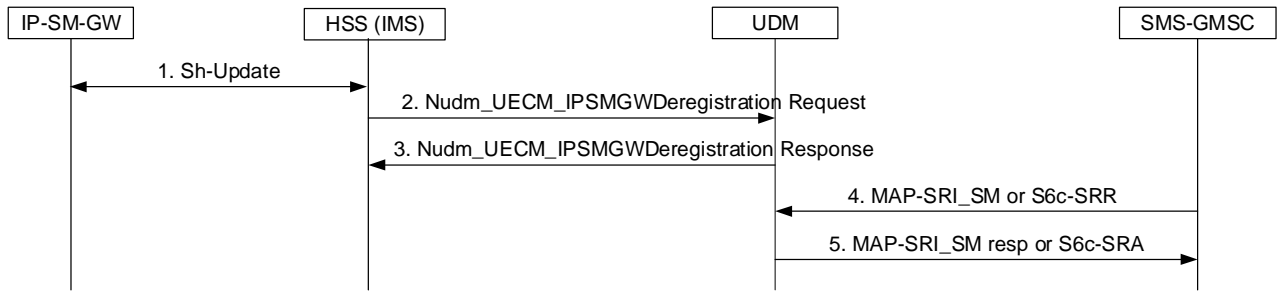 IP-SM-GW
HSS (IMS)
UDM
SMS-GMSC
1. Sh-Update
2. Nudm_UECM_IPSMGWDeregistration Request
3. Nudm_UECM_IPSMGWDeregistration Response
4. MAP-SRI_SM or S6c-SRR
5. MAP-SRI_SM resp or S6c-SRA